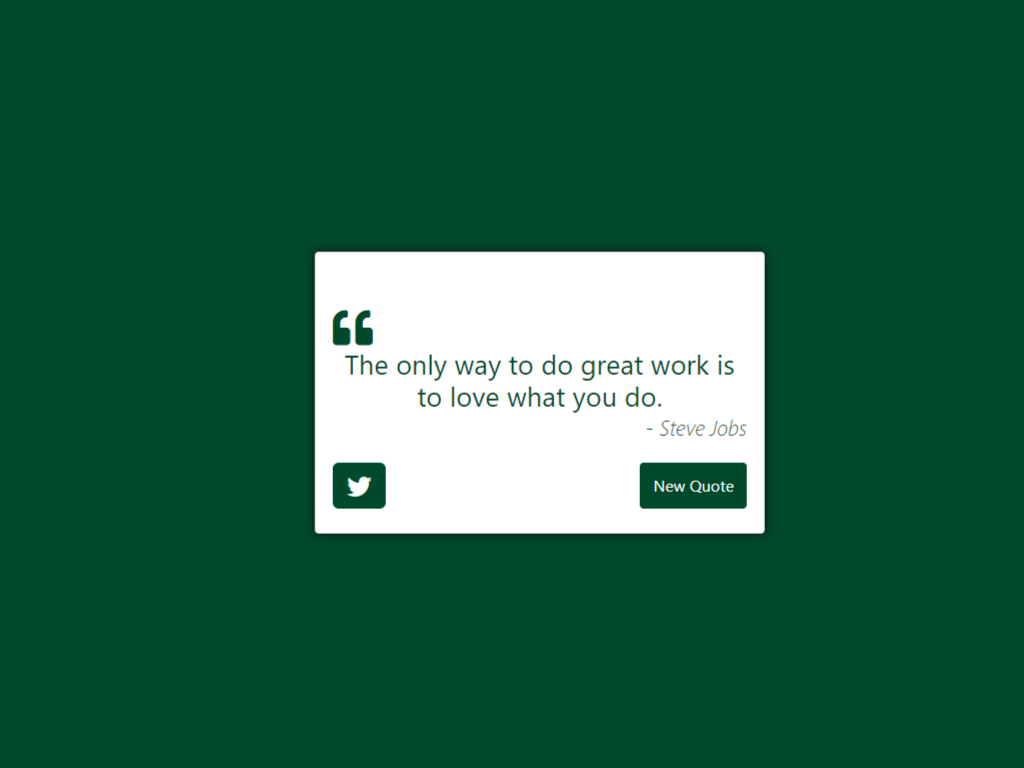 “
The only way to do great work is
to love what you do.
- Steve Jobs
New Quote